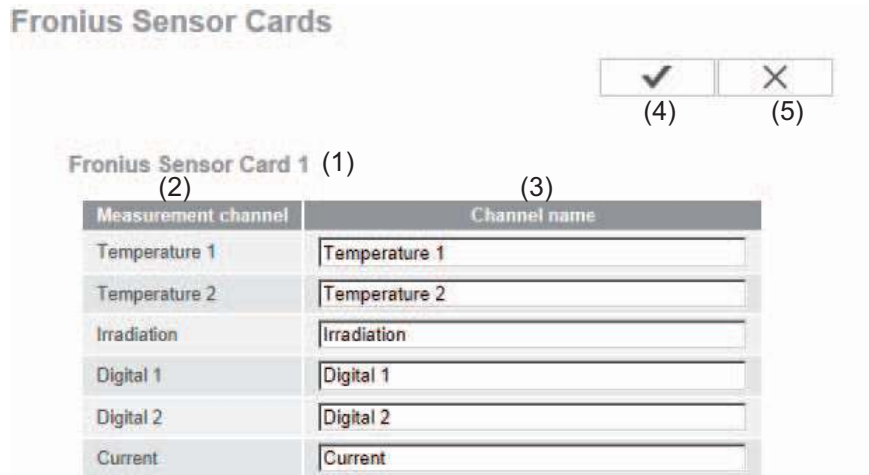 Fronius Sensor Cards
(4) (5)
Fronius Sensor Card 1 (1)
(2) (3)
Measurement channel Channel name
Temperature 1 Temperature 1
Temperature 2 Temperature 2
Irradiation Irradiation
Digital 1 Digital 1
Digital 2 Digital 2
Current Current